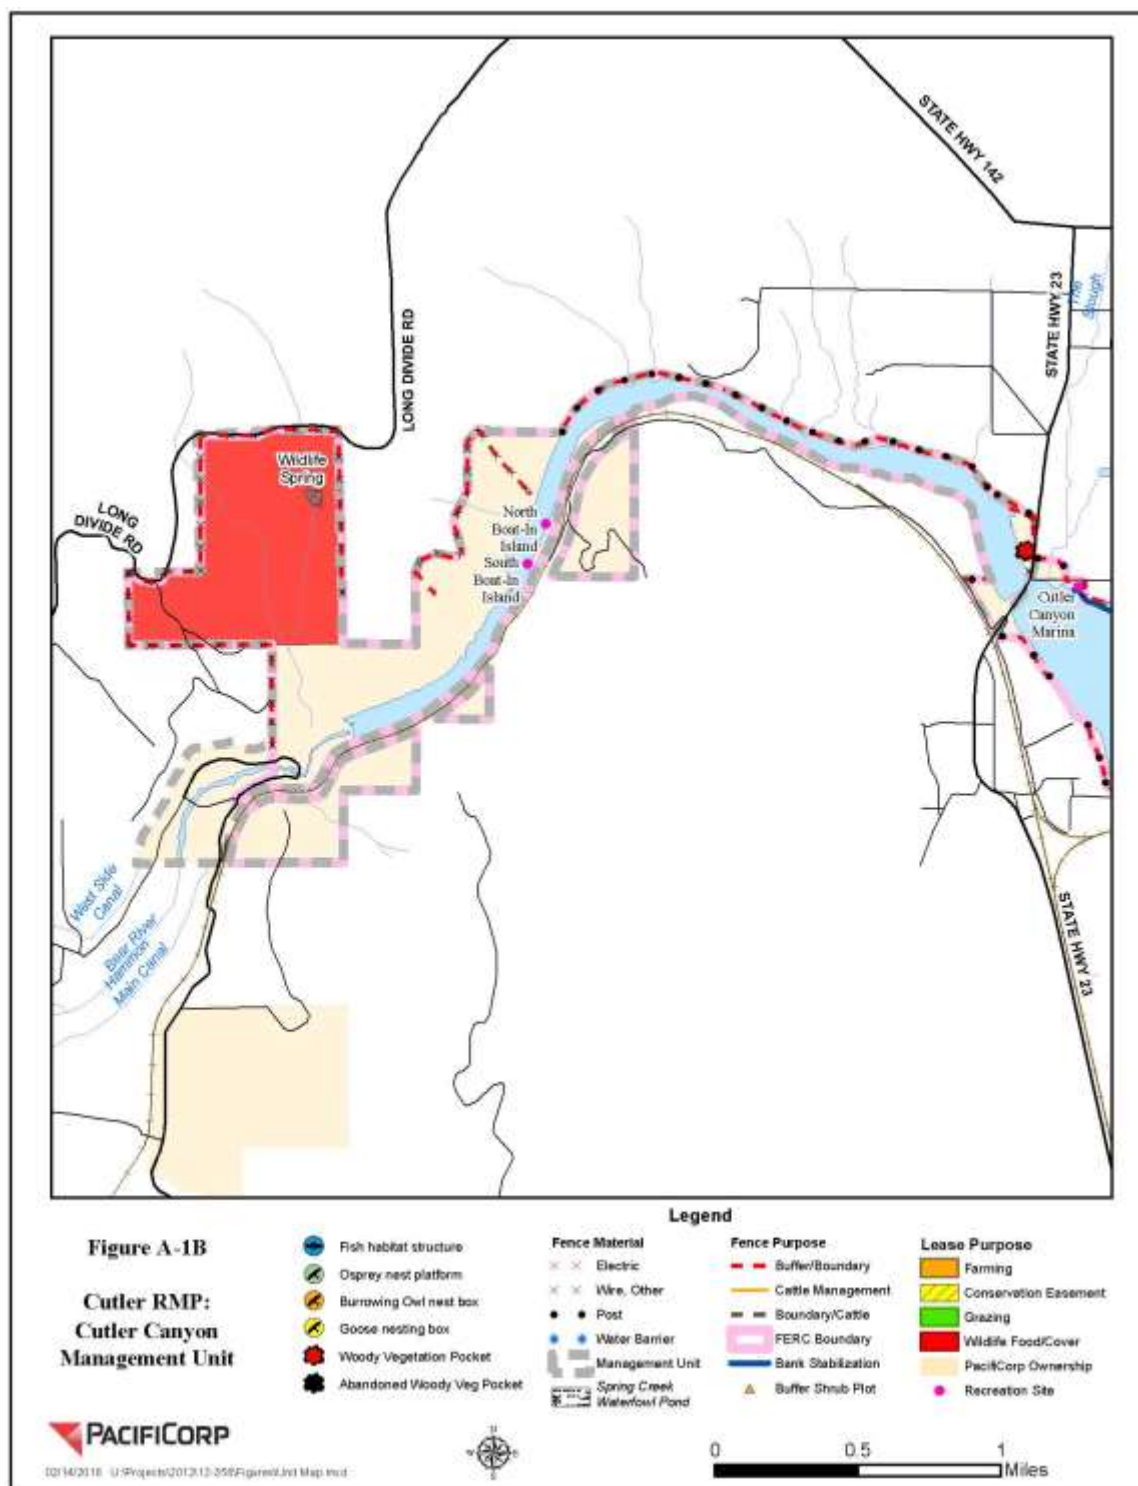 STATE HWY 142
STATE HWY 23
The
Slough
LONG DIVIDE RD
Wildlife
Spring
LONG
DIVIDE RD
North
Boat-In
Island
South
Boat-In
Island
Cutler
Canyon
Marina
West Side
Canal
Bear River
Hammon
Main Canal
STATE HWY 23
Legend
Figure A-1B
Cutler RMP:
Cutler Canyon
Management Unit
Fish habitat structure
Osprey nest platform
Burrowing Owl nest box
Goose nesting box
Woody Vegetation Pocket
Abandoned Woody Veg Pocket
Fence Material
Electric
Wire, Other
Post
Water Barrier
Management Unit
Spring Creek
Waterfowl Pond
Fence Purpose
Buffer/Boundary
Cattle Management
Boundary/Cattle
FERC Boundary
Bank Stabilization
Buffer Shrub Plot
Lease Purpose
Farming
Conservation Easement
Grazing
Wildlife Food/Cover
PacifiCorp Ownership
Recreation Site
PACIFICORP
N
W E
S
0 0.5 1
Miles